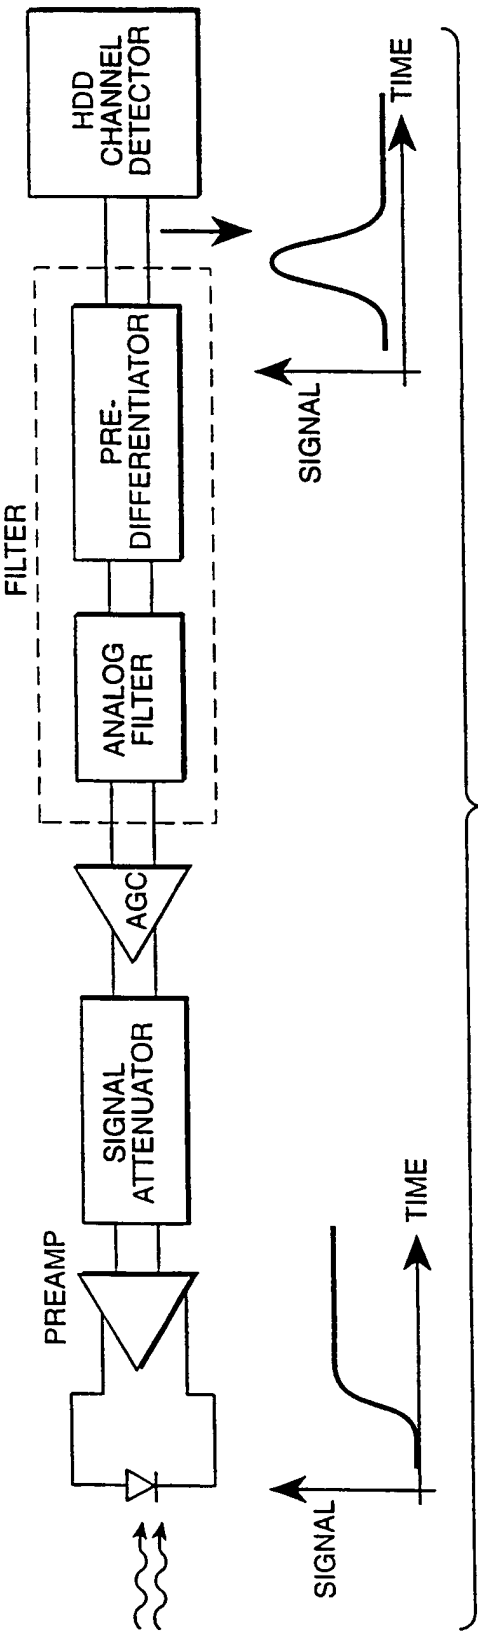 FILTER
PREAMP
SIGNAL
ATTENUATOR
AGC
ANALOG
FILTER
PRE-
DIFFERENTIATOR
HDD
CHANNEL
DETECTOR
SIGNAL
TIME
SIGNAL
TIME